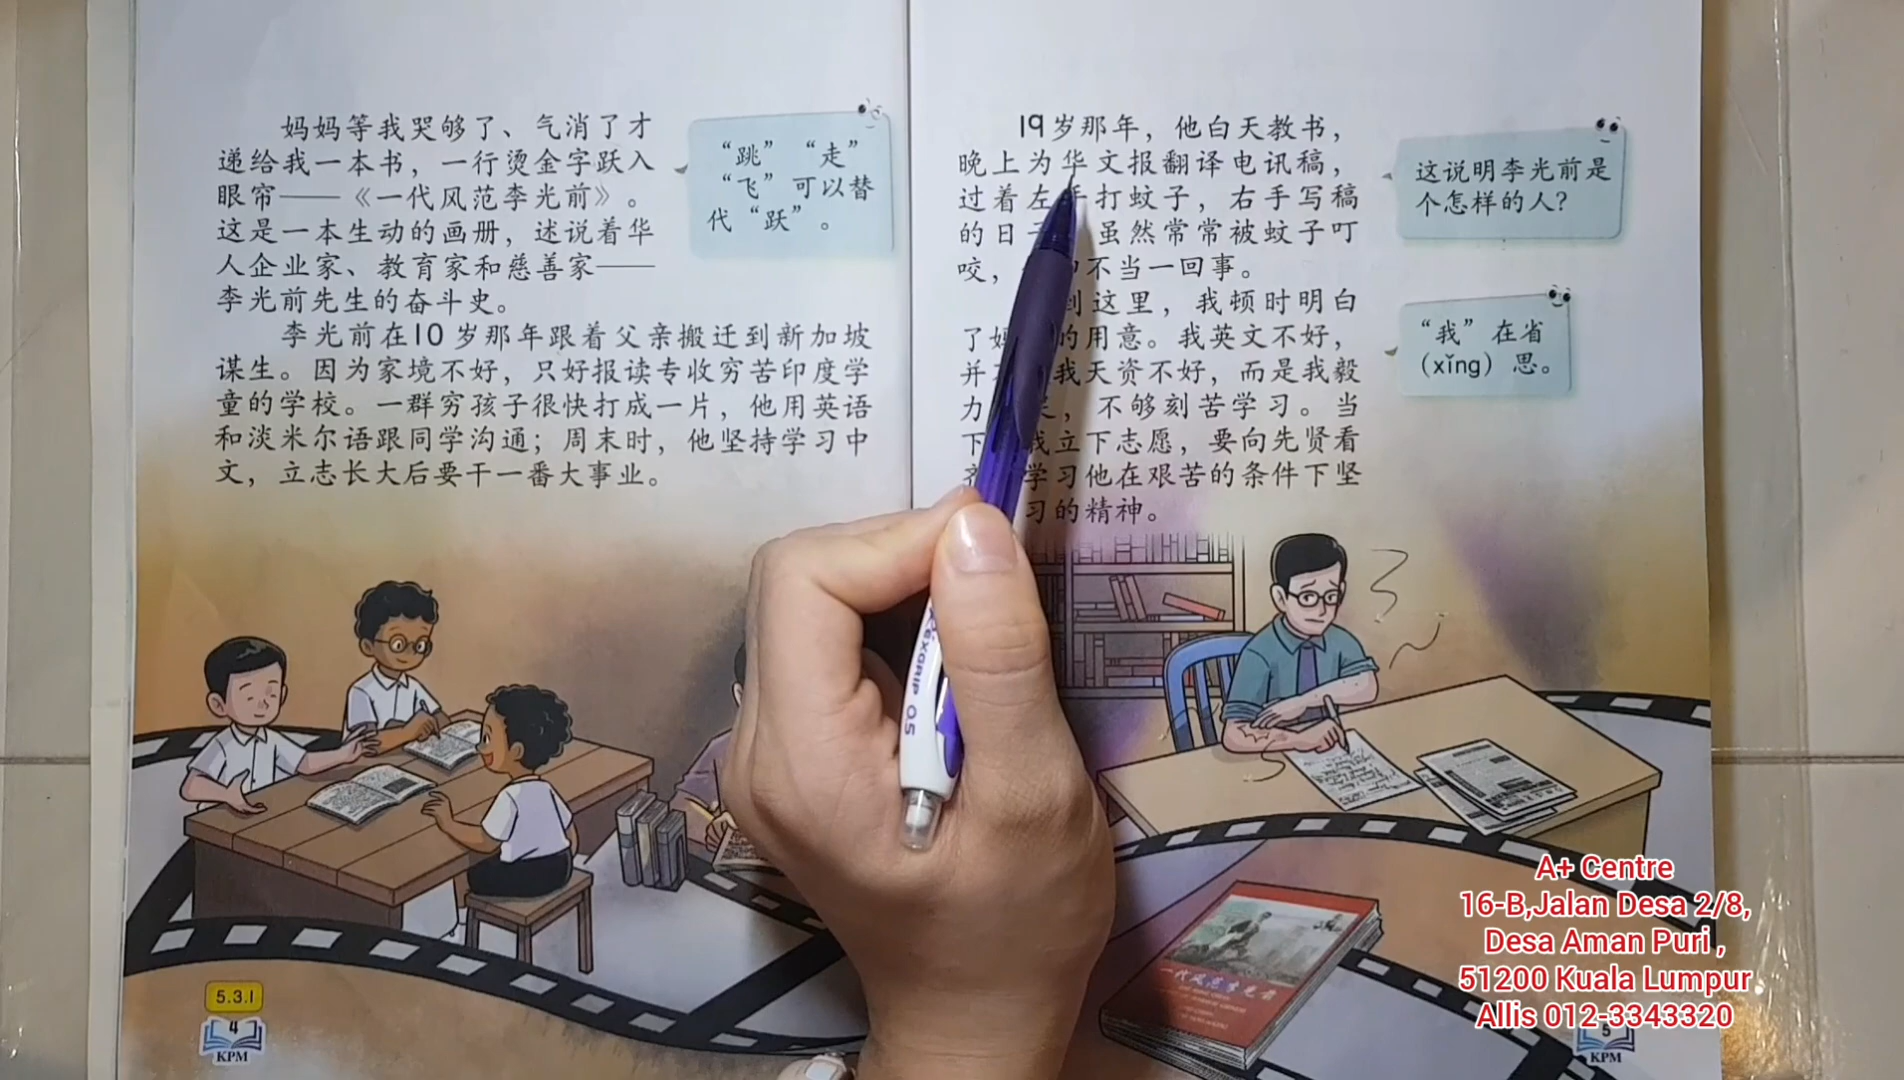 妈妈等我哭够了、气消了才
递给我一本书，一行烫金字跃入
眼帘——《一代风范李光前》。
这是一本生动的画册，述说着华
人企业家、教育家和慈善家——
李光前先生的奋斗史。
李光前在10岁那年跟着父亲搬迁到新加坡
谋生。因为家境不好，只好报读专收穷苦印度学
童的学校。一群穷孩子很快打成一片，他用英语
和淡米尔语跟同学沟通；周末时，他坚持学习中
文，立志长大后要干一番大事业。
“跳” “走”
“飞” 可以替
代“跃”。
5.3.1
4
KPM
19岁那年，他白天教书，
晚上为华文报翻译电讯稿，
过着左手打蚊子，右手写稿
的日 虽然常常被蚊子叮
咬， 不当一回事。
到这里，我顿时明白
了 的用意。我英文不好，
并 我天资不好，而是我毅
力 ，不够刻苦学习。当
下 我立下志愿，要向先贤看
学习他在艰苦的条件下坚
习的精神。
这说明李光前是
个怎样的人？
“我”在省
（xǐng）思。
FLEXGRIP 0.5
A+ Centre
16-B,Jalan Desa 2/8,
Desa Aman Puri ,
51200 Kuala Lumpur
Allis 012-3343320
5
KPM